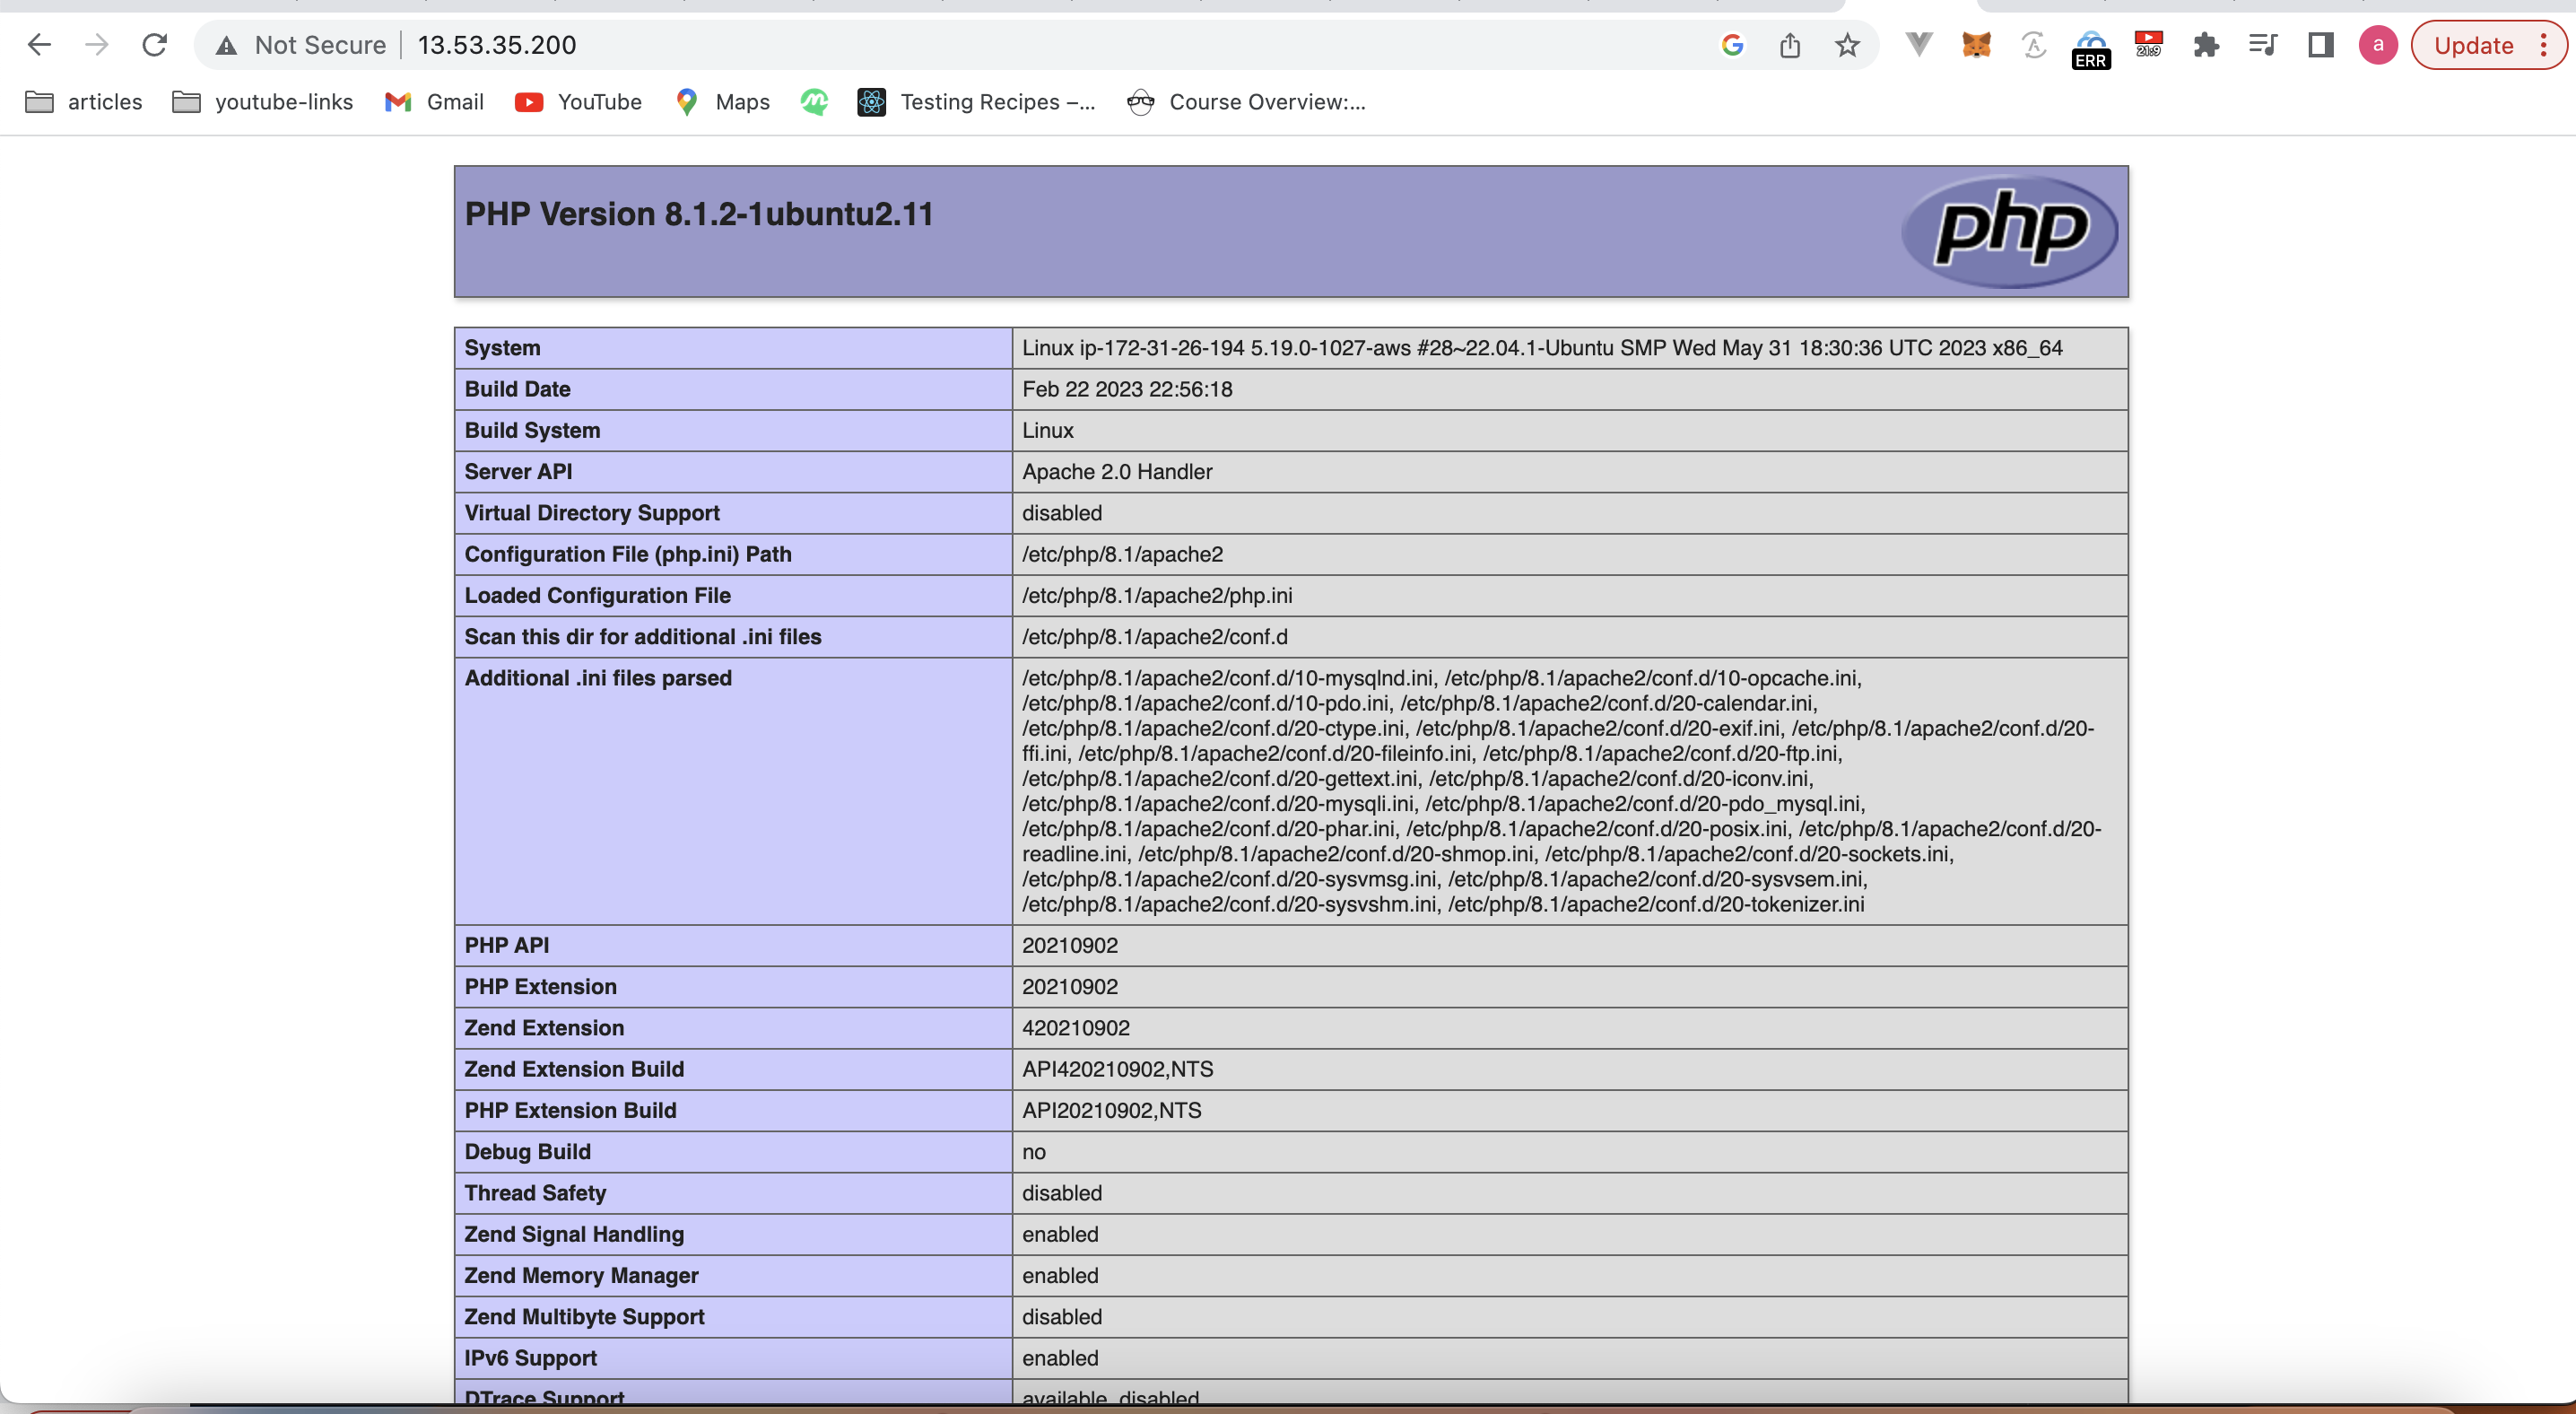 Not Secure 13.53.35.200
ERR
21.9
a
Update
articles youtube-links Gmail YouTube Maps Testing Recipes –... Course Overview:...
PHP Version 8.1.2-1ubuntu2.11
php
System Linux ip-172-31-26-194 5.19.0-1027-aws #28~22.04.1-Ubuntu SMP Wed May 31 18:30:36 UTC 2023 x86_64
Build Date Feb 22 2023 22:56:18
Build System Linux
Server API Apache 2.0 Handler
Virtual Directory Support disabled
Configuration File (php.ini) Path /etc/php/8.1/apache2
Loaded Configuration File /etc/php/8.1/apache2/php.ini
Scan this dir for additional .ini files /etc/php/8.1/apache2/conf.d
Additional .ini files parsed /etc/php/8.1/apache2/conf.d/10-mysqlnd.ini, /etc/php/8.1/apache2/conf.d/10-opcache.ini,
/etc/php/8.1/apache2/conf.d/10-pdo.ini, /etc/php/8.1/apache2/conf.d/20-calendar.ini,
/etc/php/8.1/apache2/conf.d/20-ctype.ini, /etc/php/8.1/apache2/conf.d/20-exif.ini, /etc/php/8.1/apache2/conf.d/20-
ffi.ini, /etc/php/8.1/apache2/conf.d/20-fileinfo.ini, /etc/php/8.1/apache2/conf.d/20-ftp.ini,
/etc/php/8.1/apache2/conf.d/20-gettext.ini, /etc/php/8.1/apache2/conf.d/20-iconv.ini,
/etc/php/8.1/apache2/conf.d/20-mysqli.ini, /etc/php/8.1/apache2/conf.d/20-pdo_mysql.ini,
/etc/php/8.1/apache2/conf.d/20-phar.ini, /etc/php/8.1/apache2/conf.d/20-posix.ini, /etc/php/8.1/apache2/conf.d/20-
readline.ini, /etc/php/8.1/apache2/conf.d/20-shmop.ini, /etc/php/8.1/apache2/conf.d/20-sockets.ini,
/etc/php/8.1/apache2/conf.d/20-sysvmsg.ini, /etc/php/8.1/apache2/conf.d/20-sysvsem.ini,
/etc/php/8.1/apache2/conf.d/20-sysvshm.ini, /etc/php/8.1/apache2/conf.d/20-tokenizer.ini
PHP API 20210902
PHP Extension 20210902
Zend Extension 420210902
Zend Extension Build API420210902,NTS
PHP Extension Build API20210902,NTS
Debug Build no
Thread Safety disabled
Zend Signal Handling enabled
Zend Memory Manager enabled
Zend Multibyte Support disabled
IPv6 Support enabled
DTrace Support available, disabled